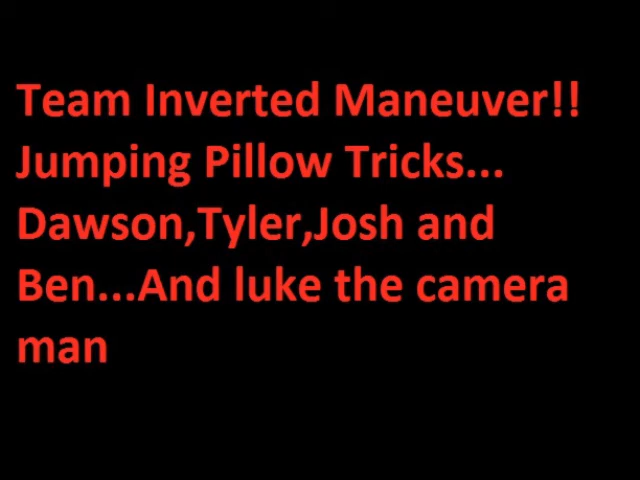 Team Inverted Maneuver!!
Jumping Pillow Tricks...
Dawson,Tyler,Josh and
Ben...And luke the camera
man